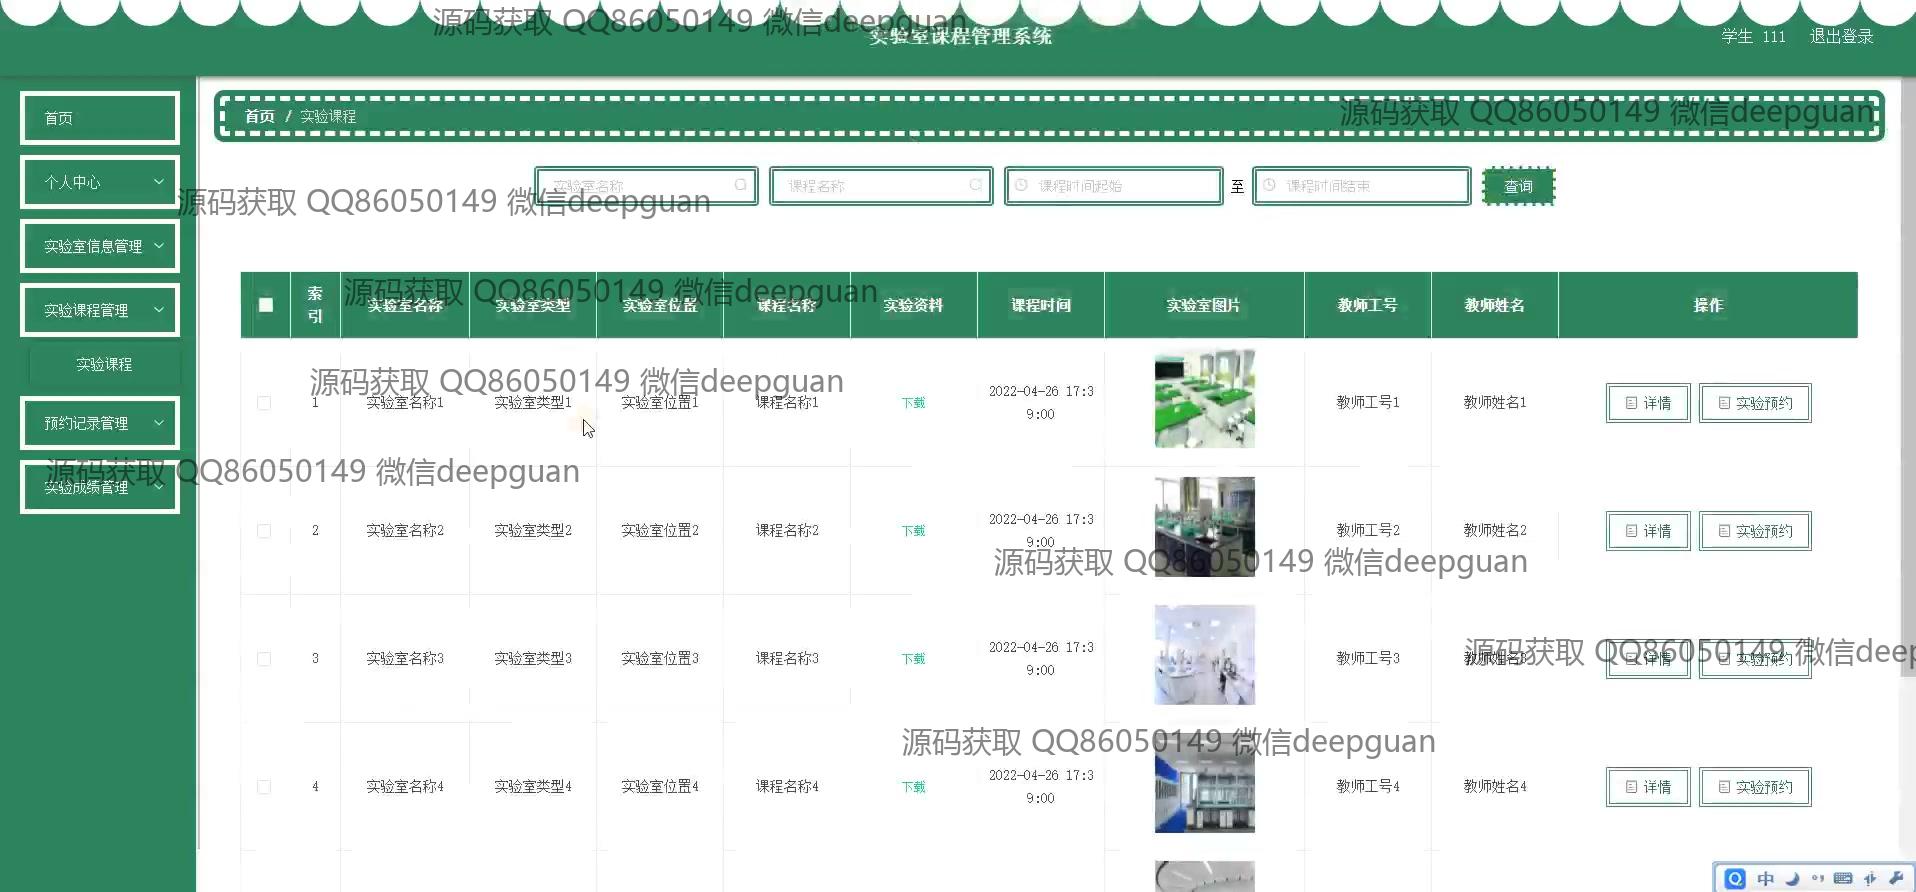 源码获取 QQ86050149 微信deepguan
实验室课程管理系统
学生 111 退出登录
首页
个人中心
实验室信息管理
实验课程管理
实验课程
预约记录管理
实验成绩管理
首页 / 实验课程
源码获取 QQ86050149 微信deepguan
实验室名称 课程名称 课程时间起始 至 课程时间结束 查询
源码获取 QQ86050149 微信deepguan
源码获取 QQ86050149 微信deepguan
索引 实验室名称 实验室类型 实验室位置 课程名称 实验资料 课程时间 实验室图片 教师工号 教师姓名 操作
源码获取 QQ86050149 微信deepguan
1 实验室名称1 实验室类型1 实验室位置1 课程名称1 下载 2022-04-26 17:39:00 教师工号1 教师姓名1 详情 实验预约
源码获取 QQ86050149 微信deepguan
2 实验室名称2 实验室类型2 实验室位置2 课程名称2 下载 2022-04-26 17:39:00 教师工号2 教师姓名2 详情 实验预约
源码获取 QQ86050149 微信deepguan
3 实验室名称3 实验室类型3 实验室位置3 课程名称3 下载 2022-04-26 17:39:00 教师工号3 教师姓名3 详情 实验预约
源码获取 QQ86050149 微信deep
源码获取 QQ86050149 微信deepguan
4 实验室名称4 实验室类型4 实验室位置4 课程名称4 下载 2022-04-26 17:39:00 教师工号4 教师姓名4 详情 实验预约
中